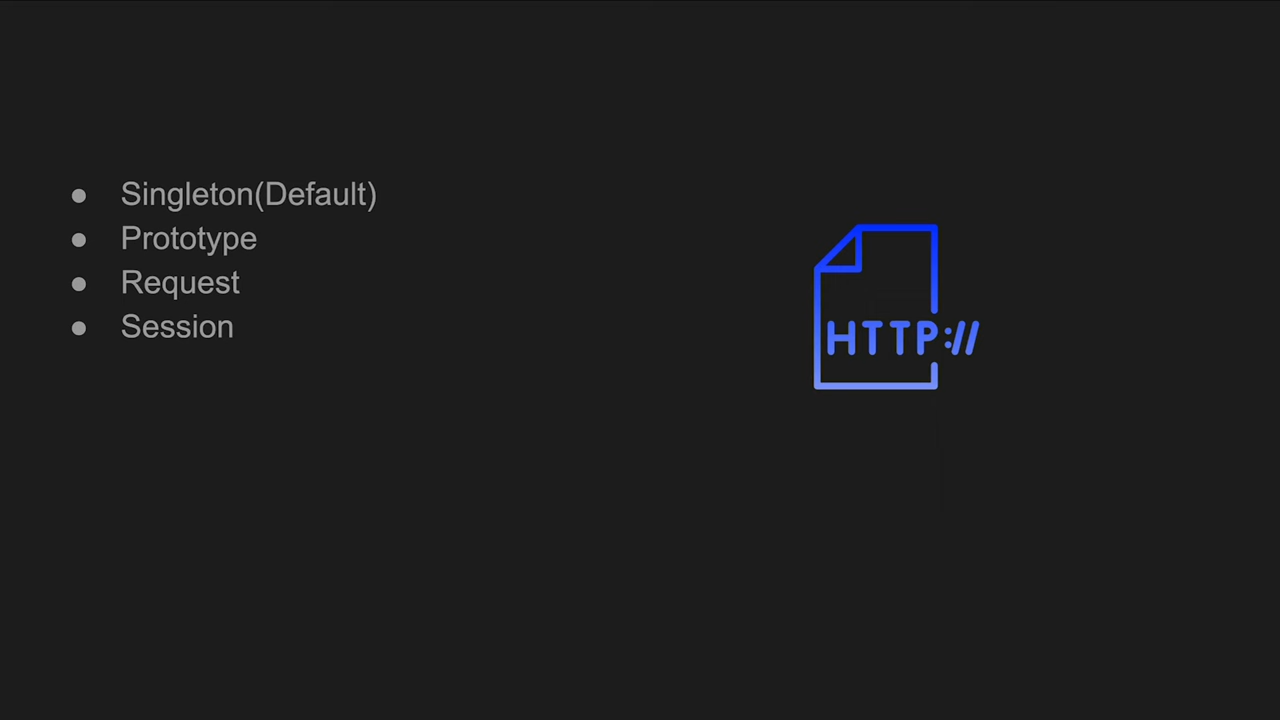 ● Singleton(Default)
● Prototype
● Request
● Session
HTTP://